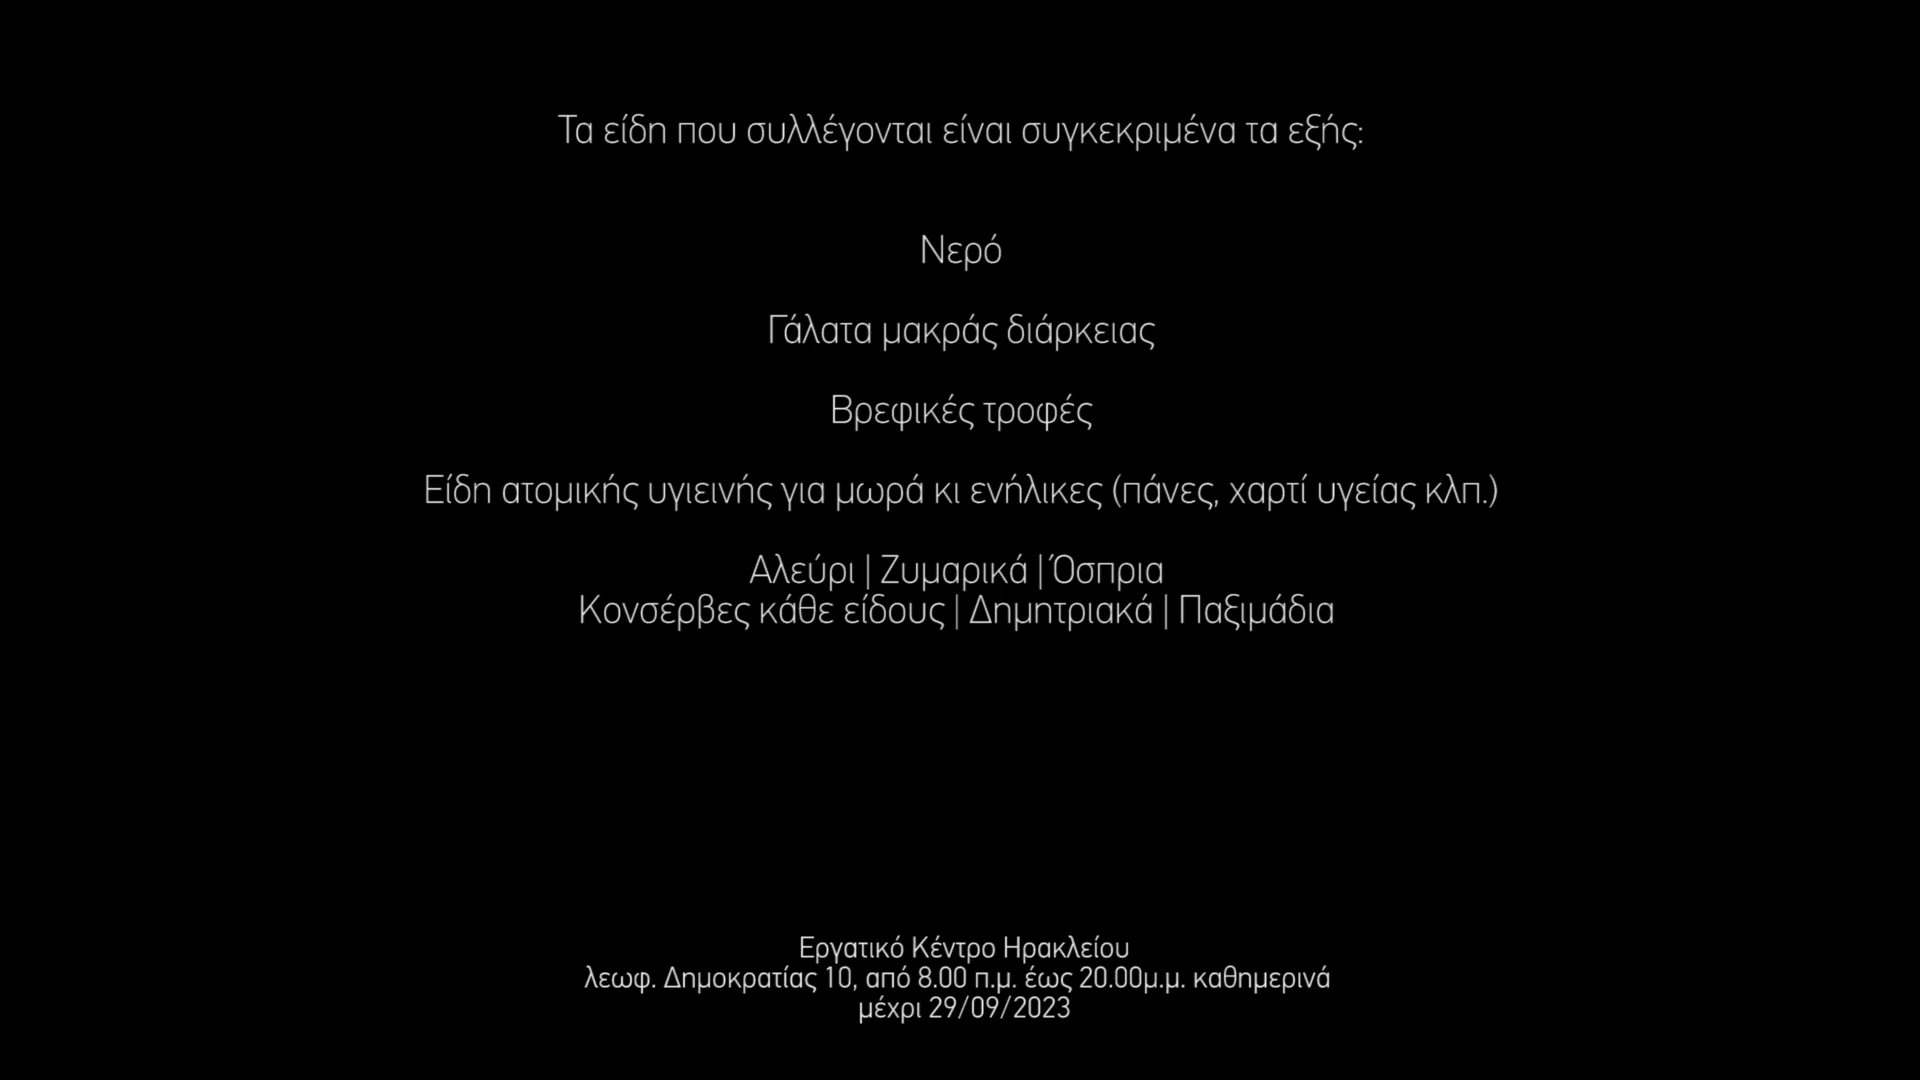 Τα είδη που συλλέγονται είναι συγκεκριμένα τα εξής:
Νερό
Γάλατα μακράς διάρκειας
Βρεφικές τροφές
Είδη ατομικής υγιεινής για μωρά κι ενήλικες (πάνες, χαρτί υγείας κλπ.)
Αλεύρι | Ζυμαρικά | Όσπρια
Κονσέρβες κάθε είδους | Δημητριακά | Παξιμάδια
Εργατικό Κέντρο Ηρακλείου
λεωφ. Δημοκρατίας 10, από 8.00 π.μ. έως 20.00μ.μ. καθημερινά
μέχρι 29/09/2023